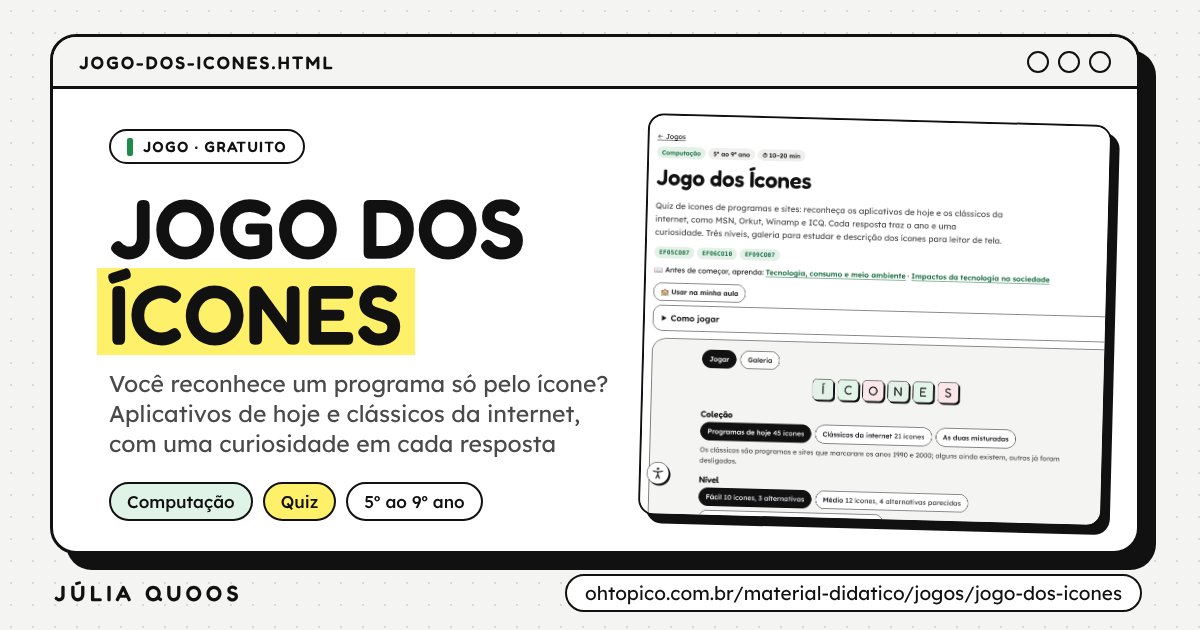 JOGO-DOS-ICONES.HTML
JOGO · GRATUITO
JOGO DOS
ÍCONES
Você reconhece um programa só pelo ícone?
Aplicativos de hoje e clássicos da internet,
com uma curiosidade em cada resposta
Computação
Quiz
5º ao 9º ano
← Jogos
Computação
5º ao 9º ano
⏱ 10–20 min
Jogo dos Ícones
Quiz de ícones de programas e sites: reconheça os aplicativos de hoje e os clássicos da
internet, como MSN, Orkut, Winamp e ICQ. Cada resposta traz o ano e uma
curiosidade. Três níveis, galeria para estudar e descrição dos ícones para leitor de tela.
EF05CO07
EF06CO10
EF09CO07
📖 Antes de começar, aprenda: Tecnologia, consumo e meio ambiente · Impactos da tecnologia na sociedade
🏫 Usar na minha aula
▶ Como jogar
Jogar
Galeria
Í C O N E S
Coleção
Programas de hoje 45 ícones
Clássicos da internet 21 ícones
As duas misturadas
Os clássicos são programas e sites que marcaram os anos 1990 e 2000; alguns ainda existem, outros já foram
desligados.
Nível
Fácil 10 ícones, 3 alternativas
Médio 12 ícones, 4 alternativas parecidas
JÚLIA QUOOS
ohtopico.com.br/material-didatico/jogos/jogo-dos-icones